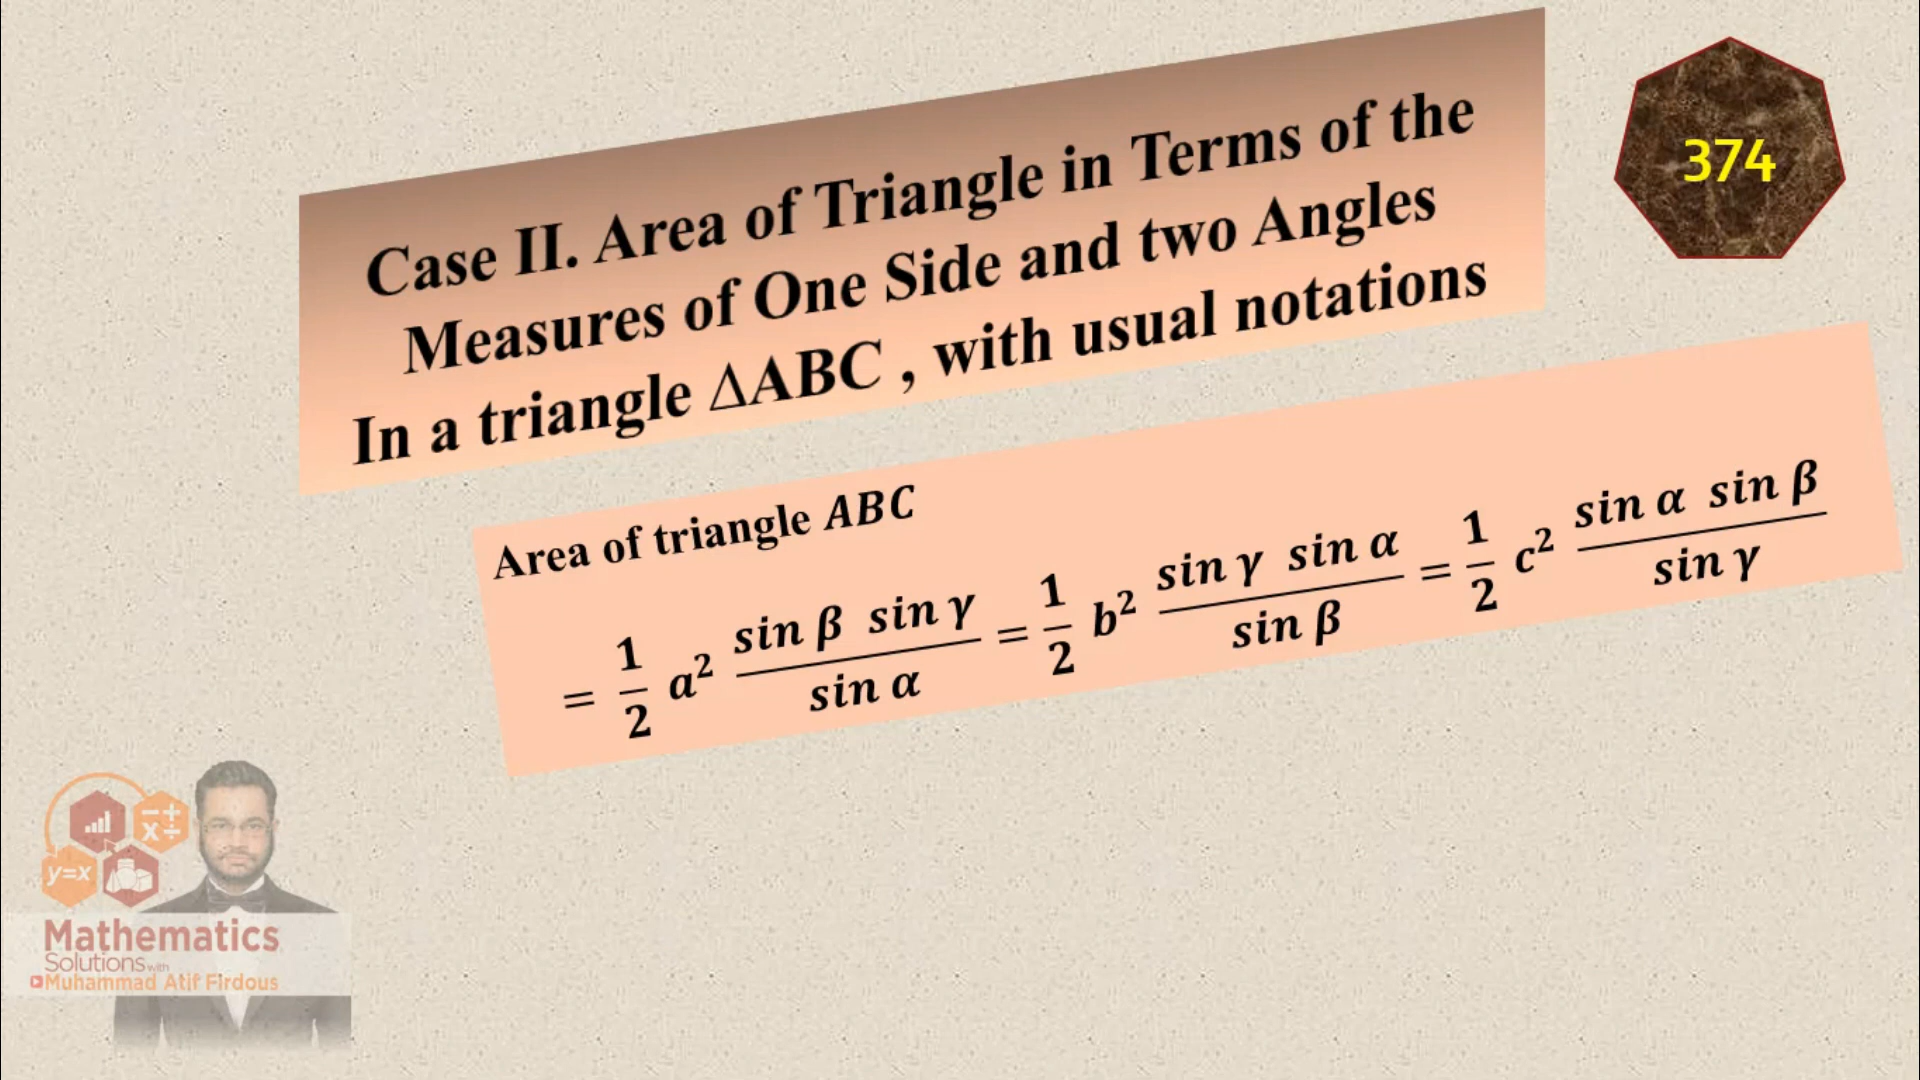 Case II. Area of Triangle in Terms of the
Measures of One Side and two Angles
In a triangle ΔABC , with usual notations
374
Area of triangle ABC
= 1/2 a² (sin β sin γ)/(sin α) = 1/2 b² (sin γ sin α)/(sin β) = 1/2 c² (sin α sin β)/(sin γ)
y=x
Mathematics
Solutions with
Muhammad Atif Firdous